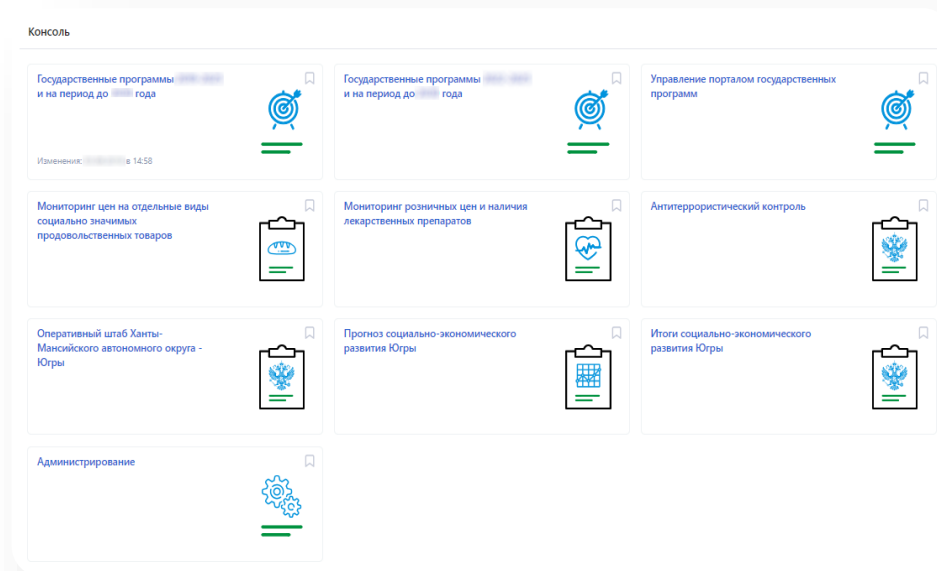 Консоль
Государственные программы
и на период до года
Изменения: в 14:58
Государственные программы
и на период до года
Управление порталом государственных
программ
Мониторинг цен на отдельные виды
социально значимых
продовольственных товаров
Мониторинг розничных цен и наличия
лекарственных препаратов
Антитеррористический контроль
Оперативный штаб Ханты-
Мансийского автономного округа -
Югры
Прогноз социально-экономического
развития Югры
Итоги социально-экономического
развития Югры
Администрирование